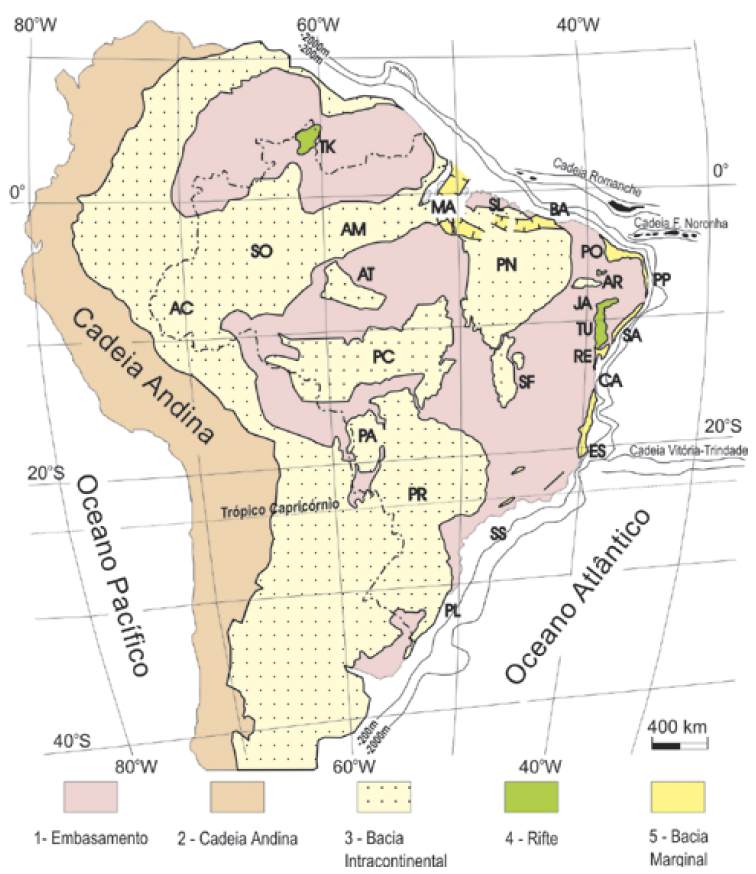 80°W 60°W 40°W
-2000m
-200m
TK
Cadeia Romanche
0°
0°
MA
SL
BA
Cadeia F. Noronha
AM
SO
PN
PO
AT
AR
PP
AC
JA
TU
SA
PC
RE
SF
CA
Cadeia Andina
PA
20°S
ES
Cadeia Vitória-Trindade
20°S
PR
Trópico Capricórnio
SS
Oceano Pacífico
Oceano Atlântico
PL
-200m
-2000m
400 km
40°S
80°W 60°W 40°W
1- Embasamento
2 - Cadeia Andina
3 - Bacia
Intracontinental
4 - Rifte
5 - Bacia
Marginal